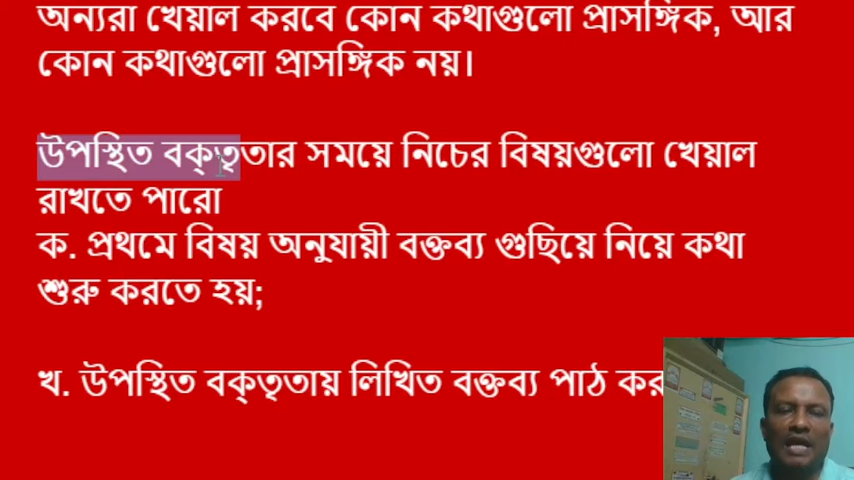 অন্যরা খেয়াল করবে কোন কথাগুলো প্রাসঙ্গিক, আর
কোন কথাগুলো প্রাসঙ্গিক নয়।
উপস্থিত বক্তৃতার সময়ে নিচের বিষয়গুলো খেয়াল
রাখতে পারো
ক. প্রথমে বিষয় অনুযায়ী বক্তব্য গুছিয়ে নিয়ে কথা
শুরু করতে হয়;
খ. উপস্থিত বক্তৃতায় লিখিত বক্তব্য পাঠ